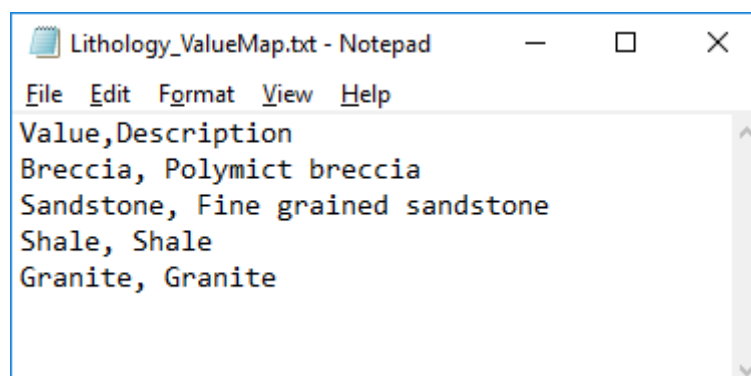 Lithology_ValueMap.txt - Notepad
File Edit Format View Help
Value,Description
Breccia, Polymict breccia
Sandstone, Fine grained sandstone
Shale, Shale
Granite, Granite